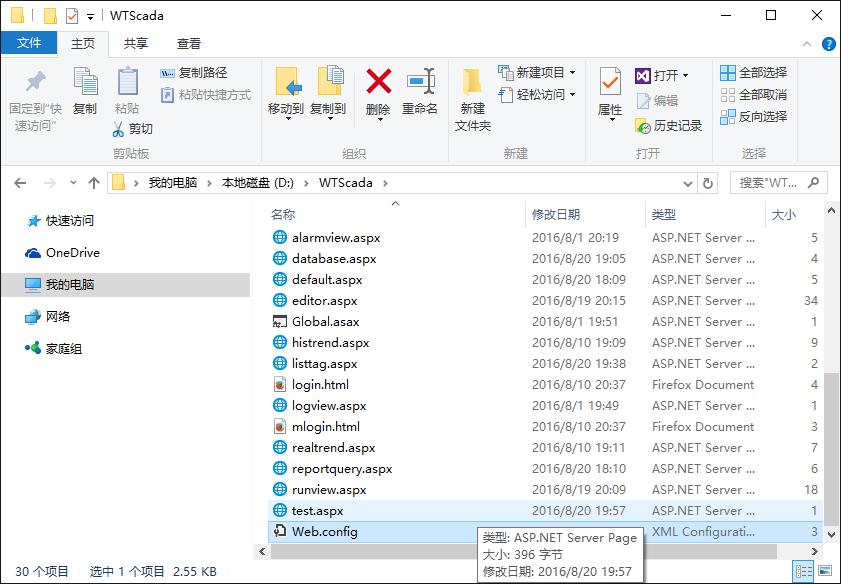 WTScada
文件 主页 共享 查看
固定到"快速访问"
复制
粘贴
复制路径
粘贴快捷方式
剪切
剪贴板
移动到
复制到
删除
重命名
组织
新建文件夹
新建项目
轻松访问
新建
属性
打开
编辑
历史记录
打开
全部选择
全部取消
反向选择
选择
我的电脑 本地磁盘 (D:) WTScada
搜索"WT...
快速访问
OneDrive
我的电脑
网络
家庭组
名称 修改日期 类型 大小
alarmview.aspx 2016/8/1 20:19 ASP.NET Server ... 5
database.aspx 2016/8/20 19:05 ASP.NET Server ... 4
default.aspx 2016/8/20 18:09 ASP.NET Server ... 5
editor.aspx 2016/8/19 20:15 ASP.NET Server ... 34
Global.asax 2016/8/1 19:51 ASP.NET Server ... 1
histrend.aspx 2016/8/10 19:09 ASP.NET Server ... 9
listtag.aspx 2016/8/20 19:38 ASP.NET Server ... 2
login.html 2016/8/10 20:37 Firefox Document 4
logview.aspx 2016/8/1 19:49 ASP.NET Server ... 1
mlogin.html 2016/8/10 20:37 Firefox Document 3
realtrend.aspx 2016/8/10 19:11 ASP.NET Server ... 7
reportquery.aspx 2016/8/20 18:10 ASP.NET Server ... 6
runview.aspx 2016/8/19 20:09 ASP.NET Server ... 18
test.aspx 2016/8/20 19:57 ASP.NET Server ... 1
Web.config XML Configurati... 3
类型: ASP.NET Server Page
大小: 396 字节
修改日期: 2016/8/20 19:57
30 个项目 选中 1 个项目 2.55 KB